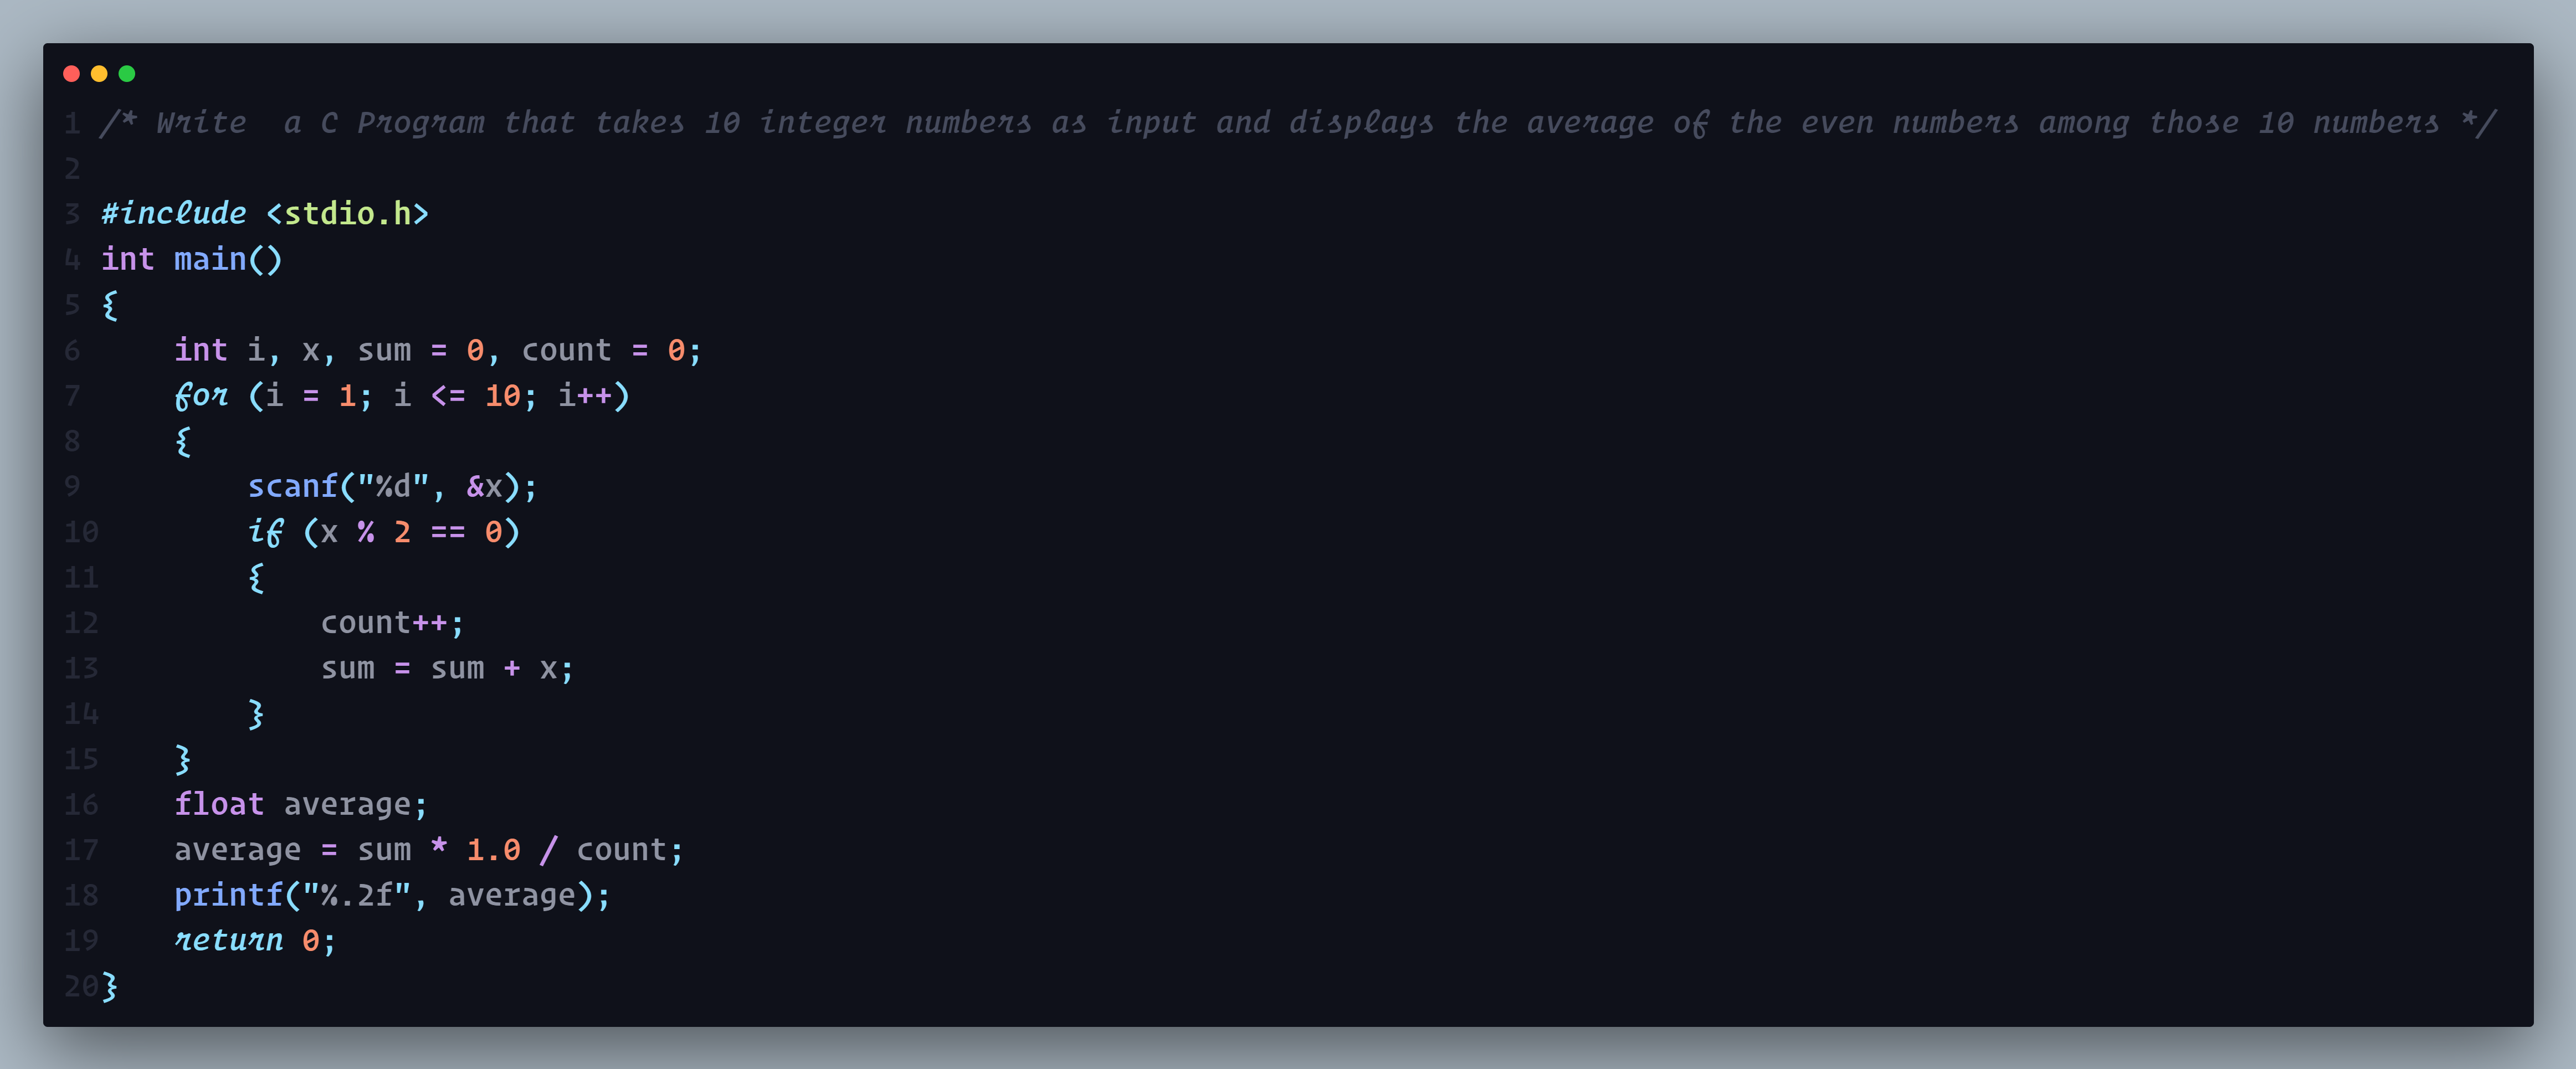 1 /* Write  a C Program that takes 10 integer numbers as input and displays the average of the even numbers among those 10 numbers */
2
3 #include <stdio.h>
4 int main()
5 {
6     int i, x, sum = 0, count = 0;
7     for (i = 1; i <= 10; i++)
8     {
9         scanf("%d", &x);
10        if (x % 2 == 0)
11        {
12            count++;
13            sum = sum + x;
14        }
15    }
16    float average;
17    average = sum * 1.0 / count;
18    printf("%.2f", average);
19    return 0;
20}